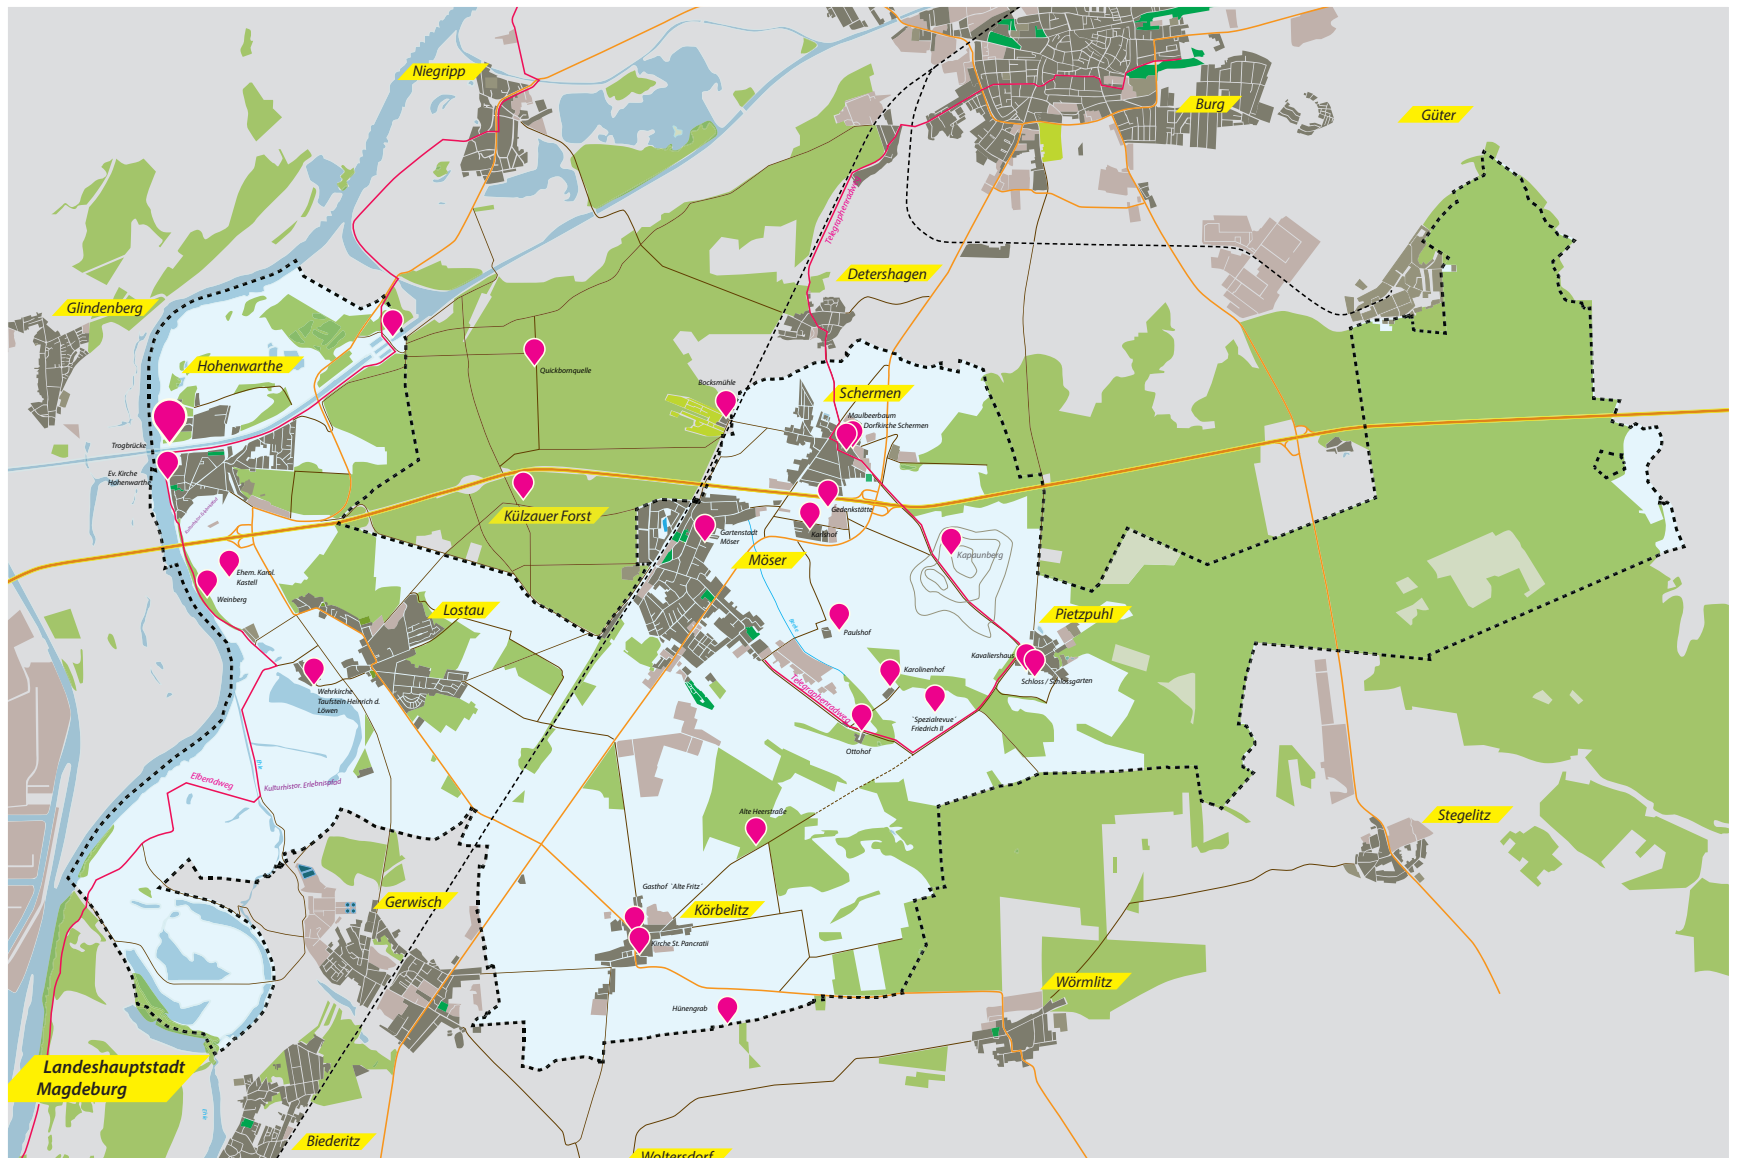 Niegripp
Burg
Güter
Telegraphenradweg
Detershagen
Glindenberg
Hohenwarthe
Quickbornquelle
Bocksmühle
Schermen
Maulbeerbaum
Dorfkirche Schermen
Trogbrücke
Ev. Kirche
Hohenwarthe
Külzauer Forst
Gedenkstätte
Karlshof
Gartenstadt
Möser
Möser
Kapaunberg
Ehem. Karol.
Kastell
Weinberg
Lostau
Pietzpuhl
Paulshof
Kavaliershaus
Schloss / Schlossgarten
Karolinenhof
Wehrkirche
Taufstein Heinrich d.
Löwen
Telegraphenradweg
`Spezialrevue`
Friedrich II
Ottohof
Elberadweg
Kulturhistor. Erlebnispfad
Alte Heerstraße
Stegelitz
Gasthof `Alte Fritz`
Gerwisch
Körbelitz
Kirche St. Pancratii
Wörmlitz
Hünengrab
Landeshauptstadt
Magdeburg
Biederitz
Woltersdorf